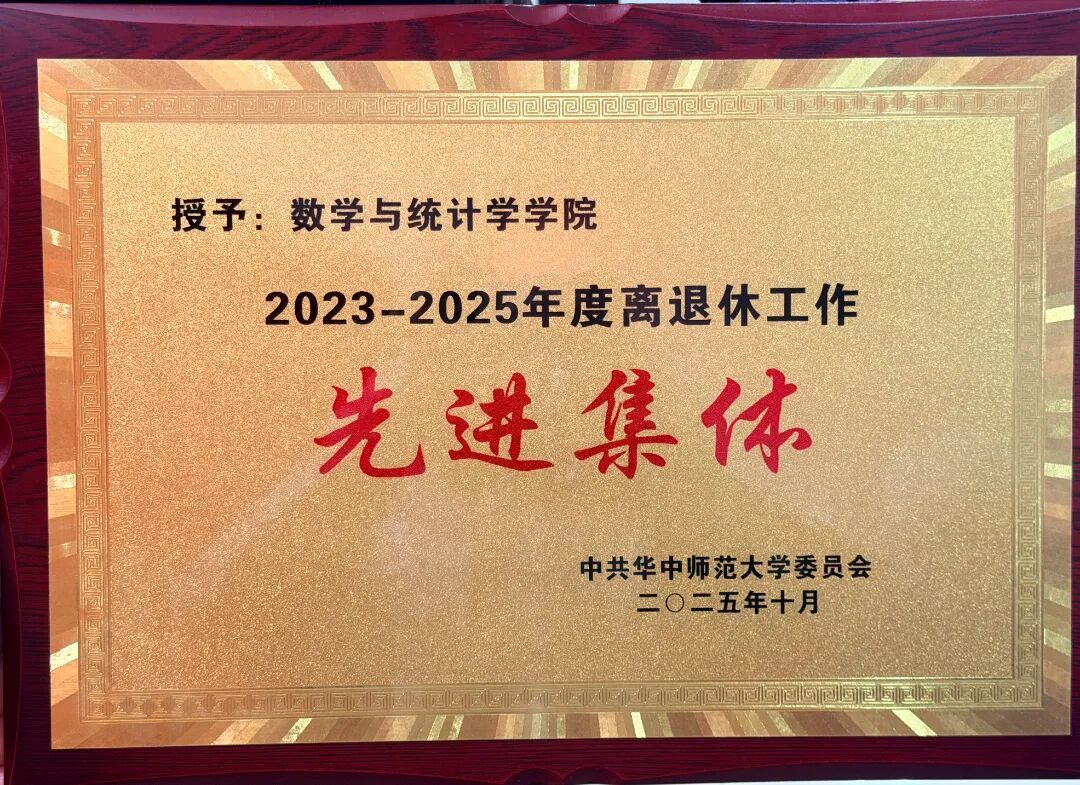 授予：数学与统计学学院
2023-2025年度离退休工作
先进集体
中共华中师范大学委员会
二〇二五年十月